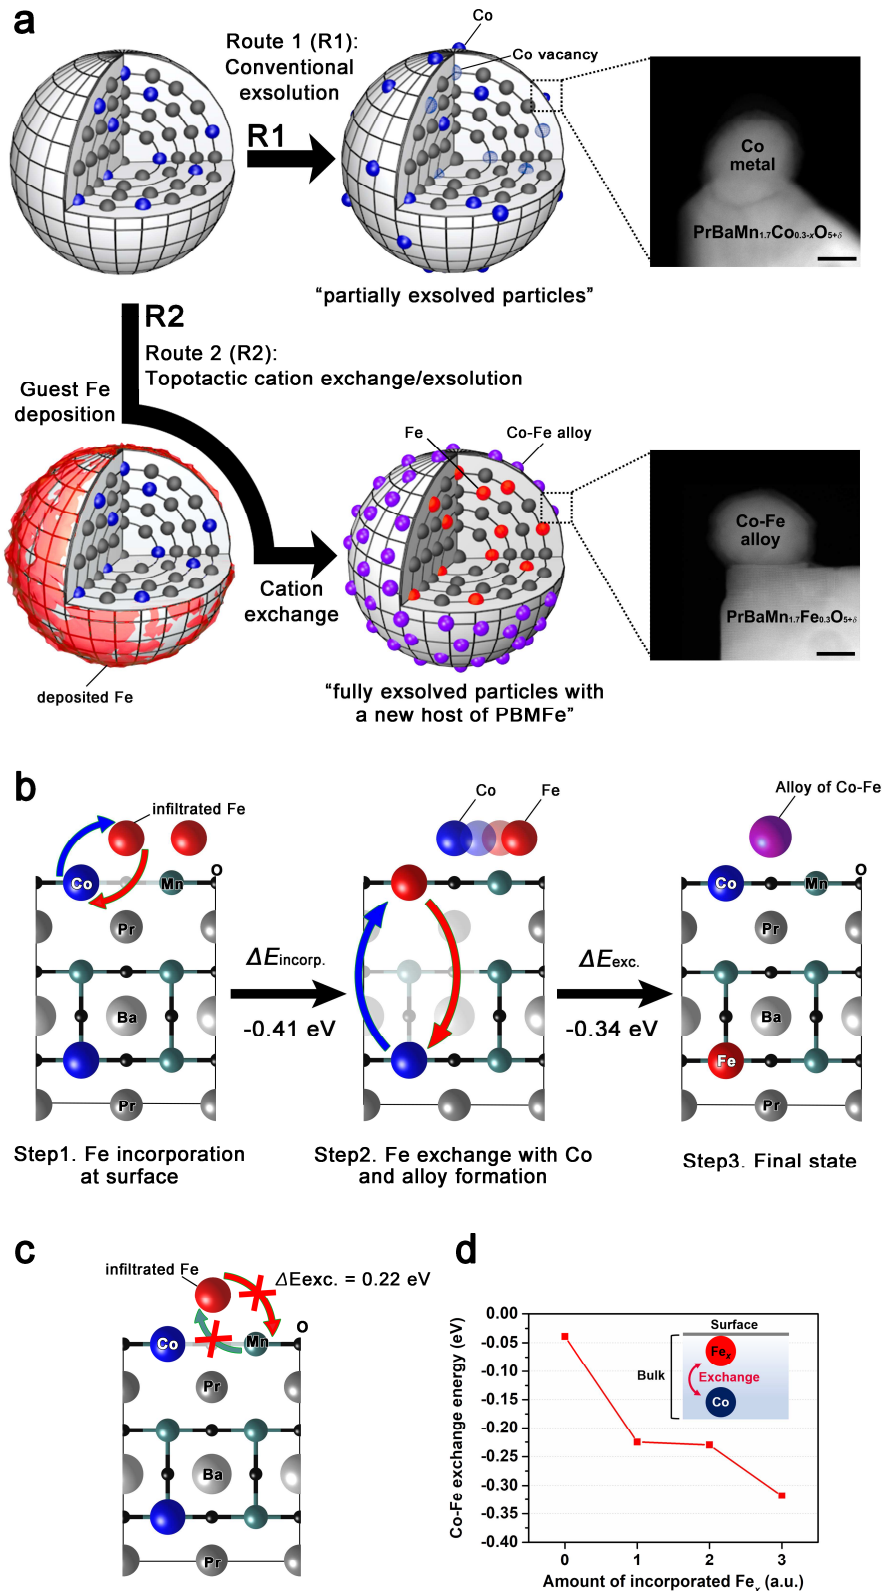 a
Co
Route 1 (R1):
Conventional
exsolution
Co vacancy
R1
Co
metal
PrBaMn1.7Co0.3-xO5+δ
“partially exsolved particles”
R2
Route 2 (R2):
Topotactic cation exchange/exsolution
Guest Fe
deposition
Fe
Co-Fe alloy
Co-Fe
alloy
PrBaMn1.7Fe0.3O5+δ
Cation
exchange
deposited Fe
“fully exsolved particles with
a new host of PBMFe”
b
infiltrated Fe
Co
Fe
Alloy of Co-Fe
O
O
Co
Mn
Co
Mn
Pr
Pr
ΔEincorp.
ΔEexc.
-0.41 eV
-0.34 eV
Ba
Ba
Fe
Pr
Pr
Step1. Fe incorporation
at surface
Step2. Fe exchange with Co
and alloy formation
Step3. Final state
c
infiltrated Fe
ΔEexc. = 0.22 eV
O
Co
Mn
Pr
Ba
Pr
d
Co-Fe exchange energy (eV)
0.00
-0.05
-0.10
-0.15
-0.20
-0.25
-0.30
-0.35
-0.40
Surface
Bulk
Fex
Exchange
Co
0 1 2 3
Amount of incorporated Fex (a.u.)